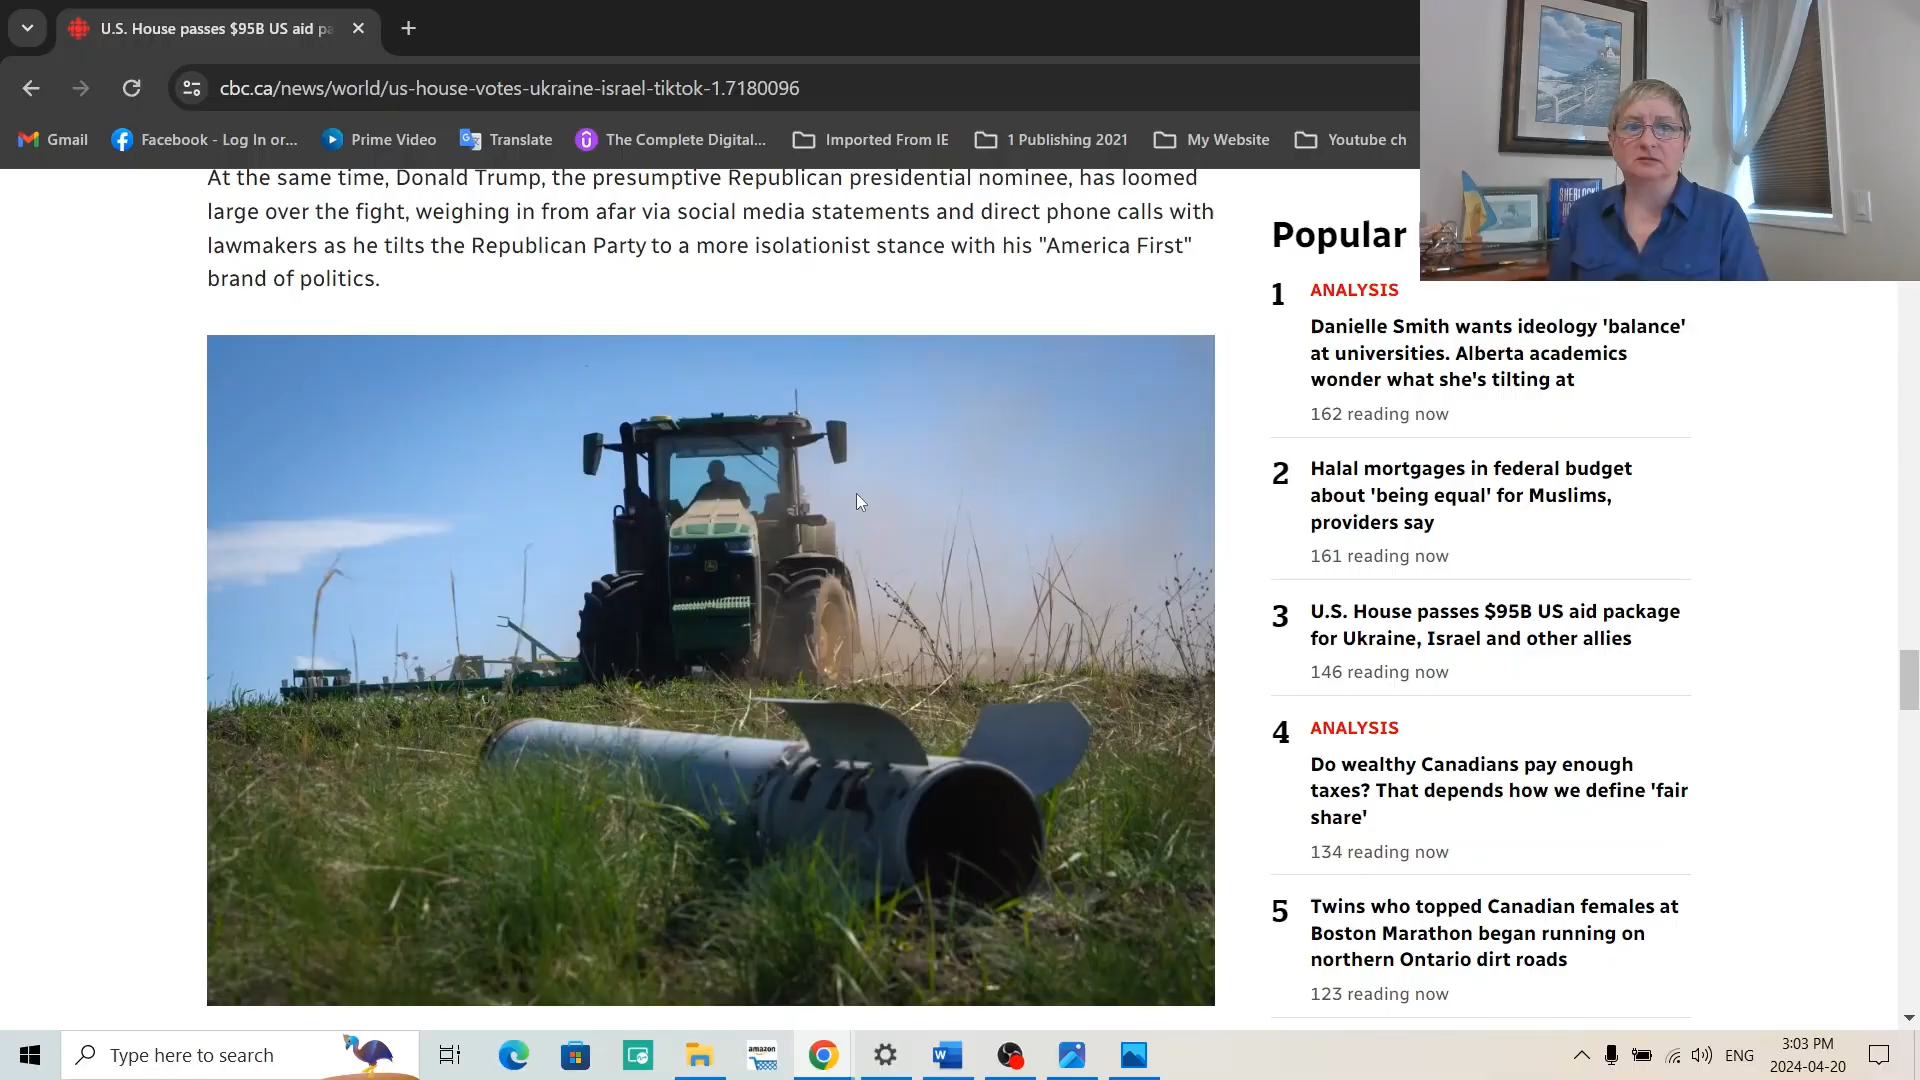 U.S. House passes $95B US aid pa
cbc.ca/news/world/us-house-votes-ukraine-israel-tiktok-1.7180096
Gmail
Facebook - Log In or...
Prime Video
Translate
The Complete Digital...
Imported From IE
1 Publishing 2021
My Website
Youtube ch
At the same time, Donald Trump, the presumptive Republican presidential nominee, has loomed
large over the fight, weighing in from afar via social media statements and direct phone calls with
lawmakers as he tilts the Republican Party to a more isolationist stance with his "America First"
brand of politics.
Popular
1
ANALYSIS
Danielle Smith wants ideology 'balance'
at universities. Alberta academics
wonder what she's tilting at
162 reading now
2
Halal mortgages in federal budget
about 'being equal' for Muslims,
providers say
161 reading now
3
U.S. House passes $95B US aid package
for Ukraine, Israel and other allies
146 reading now
4
ANALYSIS
Do wealthy Canadians pay enough
taxes? That depends how we define 'fair
share'
134 reading now
5
Twins who topped Canadian females at
Boston Marathon began running on
northern Ontario dirt roads
123 reading now
Type here to search
amazon
W
ENG
3:03 PM
2024-04-20